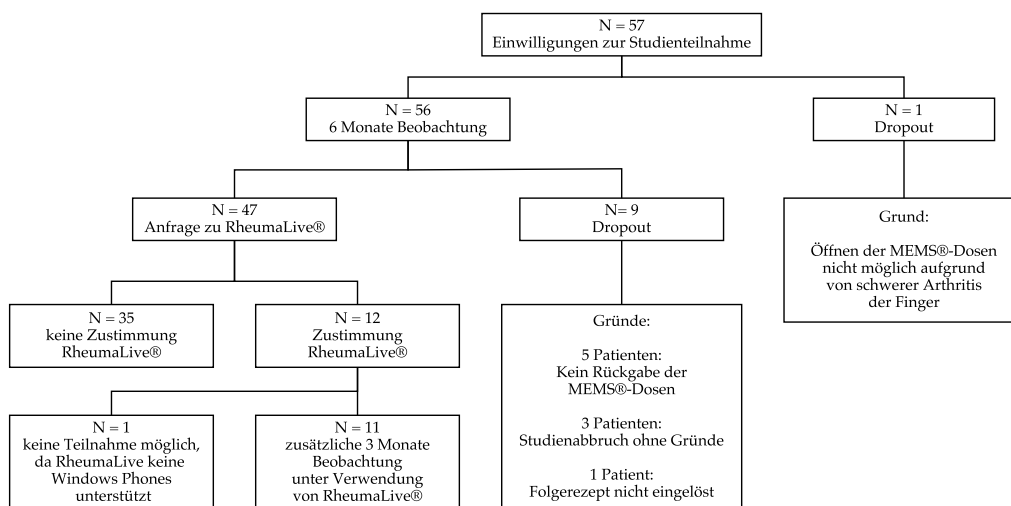 N = 57
Einwilligungen zur Studienteilnahme
N = 56
6 Monate Beobachtung
N = 1
Dropout
N = 47
Anfrage zu RheumaLive®
N= 9
Dropout
Grund:
Öffnen der MEMS®-Dosen
nicht möglich aufgrund
von schwerer Arthritis
der Finger
N = 35
keine Zustimmung
RheumaLive®
N = 12
Zustimmung
RheumaLive®
Gründe:
5 Patienten:
Kein Rückgabe der
MEMS®-Dosen
3 Patienten:
Studienabbruch ohne Gründe
1 Patient:
Folgerezept nicht eingelöst
N = 1
keine Teilnahme möglich,
da RheumaLive keine
Windows Phones
unterstützt
N = 11
zusätzliche 3 Monate
Beobachtung
unter Verwendung
von RheumaLive®